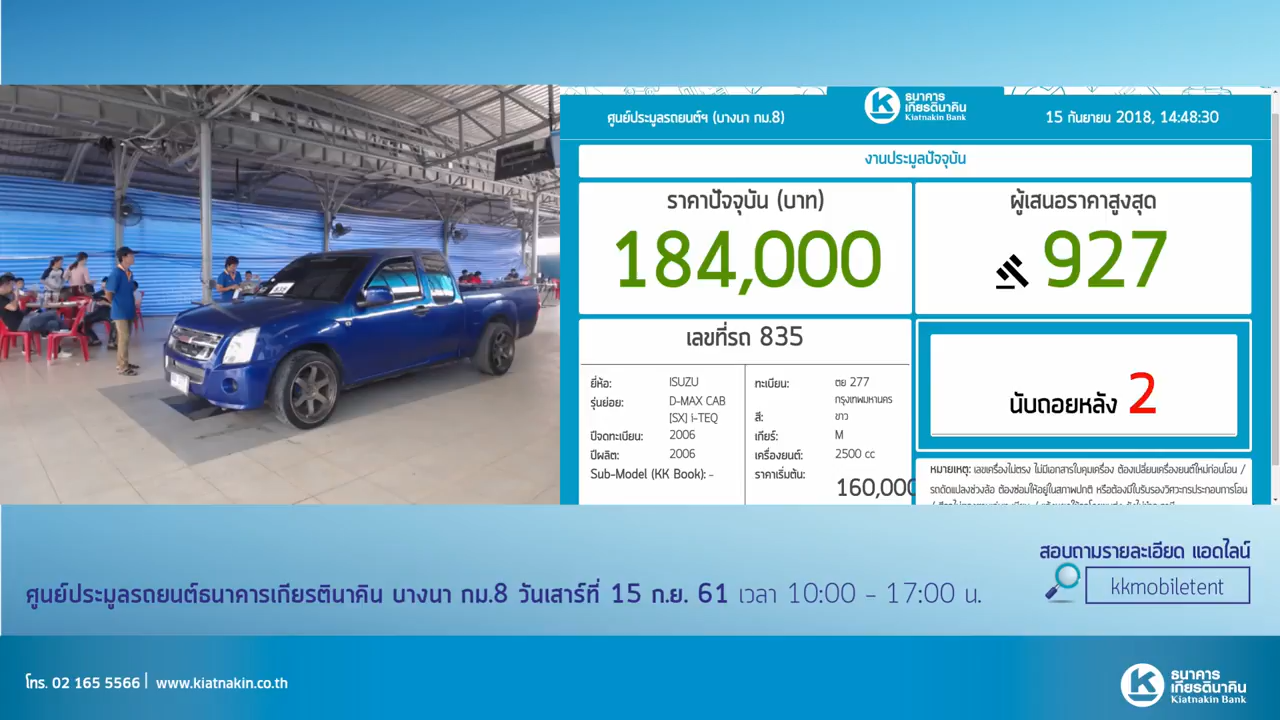 ธนาคาร
เกียรตินาคิน
Kiatnakin Bank
ศูนย์ประมูลรถยนต์ฯ (บางนา กม.8)
15 กันยายน 2018, 14:48:30
งานประมูลปัจจุบัน
ราคาปัจจุบัน (บาท)
184,000
ผู้เสนอราคาสูงสุด
927
เลขที่รถ 835
ยี่ห้อ: ISUZU
รุ่นย่อย: D-MAX CAB
[SX] i-TEQ
ปีจดทะเบียน: 2006
ปีผลิต: 2006
Sub-Model (KK Book): -
ทะเบียน: ตย 277
กรุงเทพมหานคร
สี: ขาว
เกียร์: M
เครื่องยนต์: 2500 cc
ราคาเริ่มต้น:
160,000
นับถอยหลัง 2
หมายเหตุ: เลขเครื่องไม่ตรง ไม่มีเอกสารใบคุมเครื่อง ต้องเปลี่ยนเครื่องยนต์ใหม่ก่อนโอน /
รถดัดแปลงช่วงล้อ ต้องซ่อมให้อยู่ในสภาพปกติ หรือต้องมีใบรับรองวิศวะกรประกอบการโอน
สอบถามรายละเอียด แอดไลน์
kkmobiletent
ศูนย์ประมูลรถยนต์ธนาคารเกียรตินาคิน บางนา กม.8 วันเสาร์ที่ 15 ก.ย. 61 เวลา 10:00 - 17:00 น.
โทร. 02 165 5566 | www.kiatnakin.co.th
ธนาคาร
เกียรตินาคิน
Kiatnakin Bank